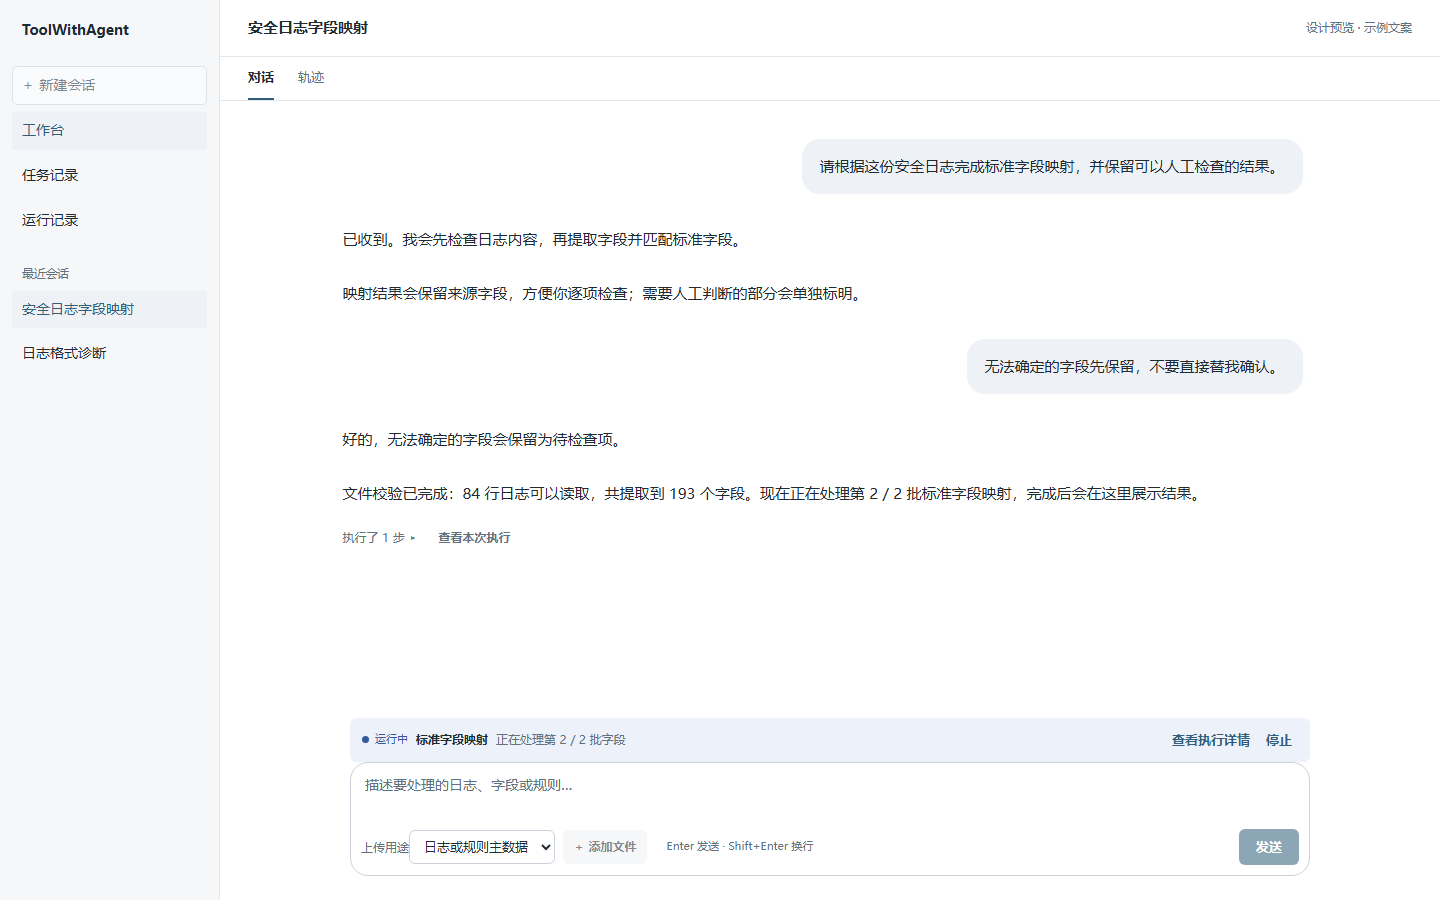 ToolWithAgent
+ 新建会话
工作台
任务记录
运行记录
最近会话
安全日志字段映射
日志格式诊断
安全日志字段映射
设计预览 · 示例文案
对话 轨迹
请根据这份安全日志完成标准字段映射，并保留可以人工检查的结果。
已收到。我会先检查日志内容，再提取字段并匹配标准字段。
映射结果会保留来源字段，方便你逐项检查；需要人工判断的部分会单独标明。
无法确定的字段先保留，不要直接替我确认。
好的，无法确定的字段会保留为待检查项。
文件校验已完成：84 行日志可以读取，共提取到 193 个字段。现在正在处理第 2 / 2 批标准字段映射，完成后会在这里展示结果。
执行了 1 步 ▸ 查看本次执行
运行中 标准字段映射 正在处理第 2 / 2 批字段 查看执行详情 停止
描述要处理的日志、字段或规则...
上传用途 日志或规则主数据 + 添加文件 Enter 发送 · Shift+Enter 换行 发送